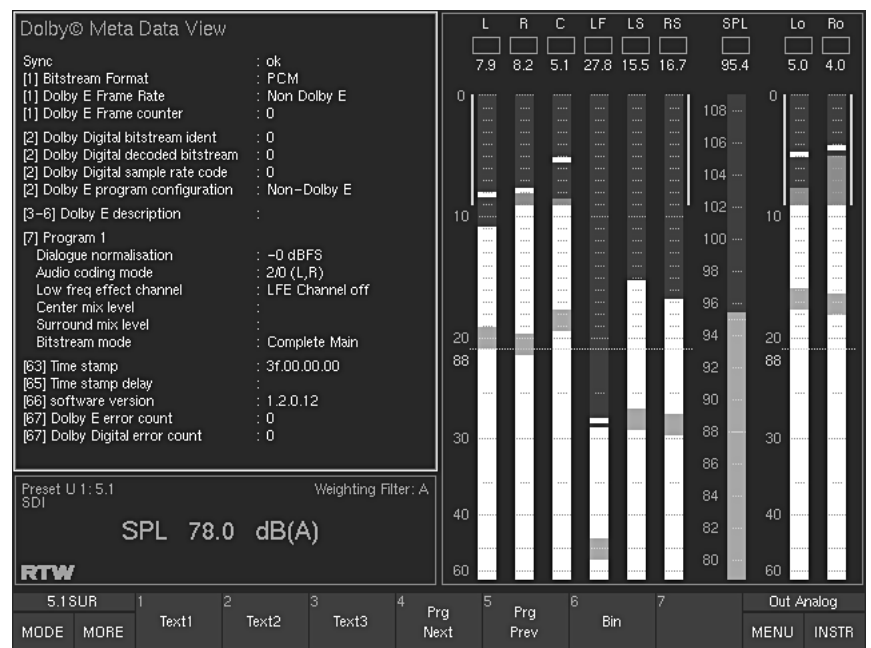 Dolby© Meta Data View
Sync : ok
[1] Bitstream Format : PCM
[1] Dolby E Frame Rate : Non Dolby E
[1] Dolby E Frame counter : 0
[2] Dolby Digital bitstream ident : 0
[2] Dolby Digital decoded bitstream : 0
[2] Dolby Digital sample rate code : 0
[2] Dolby E program configuration : Non-Dolby E
[3-6] Dolby E description :
[7] Program 1
Dialogue normalisation : -0 dBFS
Audio coding mode : 2/0 (L,R)
Low freq effect channel : LFE Channel off
Center mix level :
Surround mix level :
Bitstream mode : Complete Main
[63] Time stamp : 3f.00.00.00
[65] Time stamp delay :
[66] software version : 1.2.0.12
[67] Dolby E error count : 0
[67] Dolby Digital error count : 0
Preset U 1: 5.1 Weighting Filter: A
SDI
SPL 78.0 dB(A)
RTW
L R C LF LS RS SPL Lo Ro
7.9 8.2 5.1 27.8 15.5 16.7 95.4 5.0 4.0
0 0
108
106
104
102
10 10
100
98
96
94
20 20
88 88
92
90
88
30 30
86
84
40 40
82
80
60 60
5.1SUR 1 2 3 4 5 6 7 Out Analog
Text1 Text2 Text3 Prg Next Prg Prev Bin
MODE MORE MENU INSTR